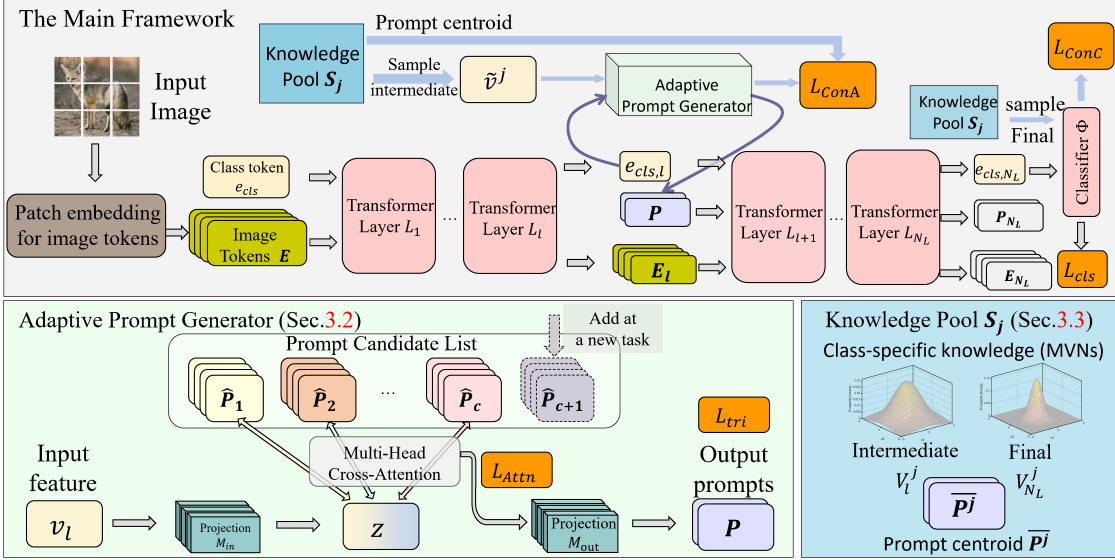 The Main Framework
Input
Image
Knowledge
Pool S_j
Prompt centroid
Sample
intermediate
ṽ^j
Adaptive
Prompt Generator
L_ConA
L_ConC
Knowledge
Pool S_j
sample
Final
Classifier Φ
Patch embedding
for image tokens
Class token
e_cls
Image
Tokens E
Transformer
Layer L_1
...
Transformer
Layer L_l
e_cls,l
P
E_l
Transformer
Layer L_l+1
...
Transformer
Layer L_N_L
e_cls,N_L
P_N_L
E_N_L
L_cls
Adaptive Prompt Generator (Sec.3.2)
Prompt Candidate List
Add at
a new task
P̂_1
P̂_2
...
P̂_c
P̂_c+1
Multi-Head
Cross-Attention
L_Attn
L_tri
Input
feature
v_l
Projection
M_in
z
Projection
M_out
Output
prompts
P
Knowledge Pool S_j (Sec.3.3)
Class-specific knowledge (MVNs)
Intermediate
V_l^j
Final
V_N_L^j
P̅^j
Prompt centroid P̅^j